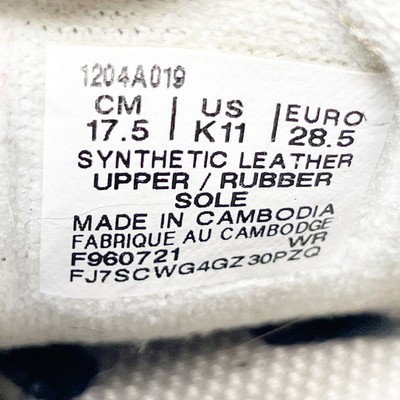 1204A019
CM | US | EURO
17.5 | K11 | 28.5
SYNTHETIC LEATHER
UPPER / RUBBER
SOLE
MADE IN CAMBODIA
FABRIQUE AU CAMBODGE
F960721 WR
FJ7SCWG4GZ30PZQ